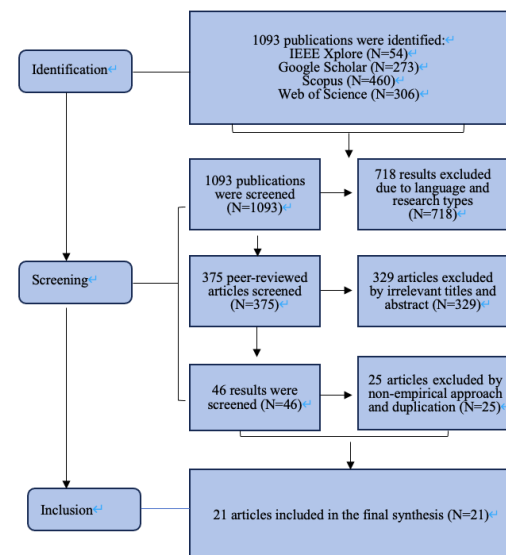 1093 publications were identified:↵
IEEE Xplore (N=54)↵
Google Scholar (N=273)↵
Scopus (N=460)↵
Web of Science (N=306)↵
Identification↵
1093 publications
were screened
(N=1093)↵
718 results excluded
due to language and
research types
(N=718)↵
Screening↵
375 peer-reviewed
articles screened
(N=375)↵
329 articles excluded
by irrelevant titles and
abstract (N=329)↵
46 results were
screened (N=46)↵
25 articles excluded by
non-empirical approach
and duplication (N=25)↵
Inclusion↵
21 articles included in the final synthesis (N=21)↵